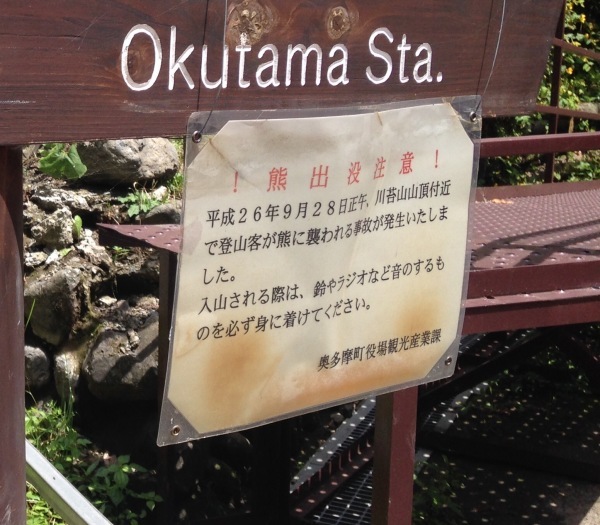 Okutama Sta.
！熊出没注意！
平成２６年９月２８日正午，川苔山山頂付近
で登山客が熊に襲われる事故が発生いたしま
した。
入山される際は、鈴やラジオなど音のするも
のを必ず身に着けてください。
奥多摩町役場観光産業課